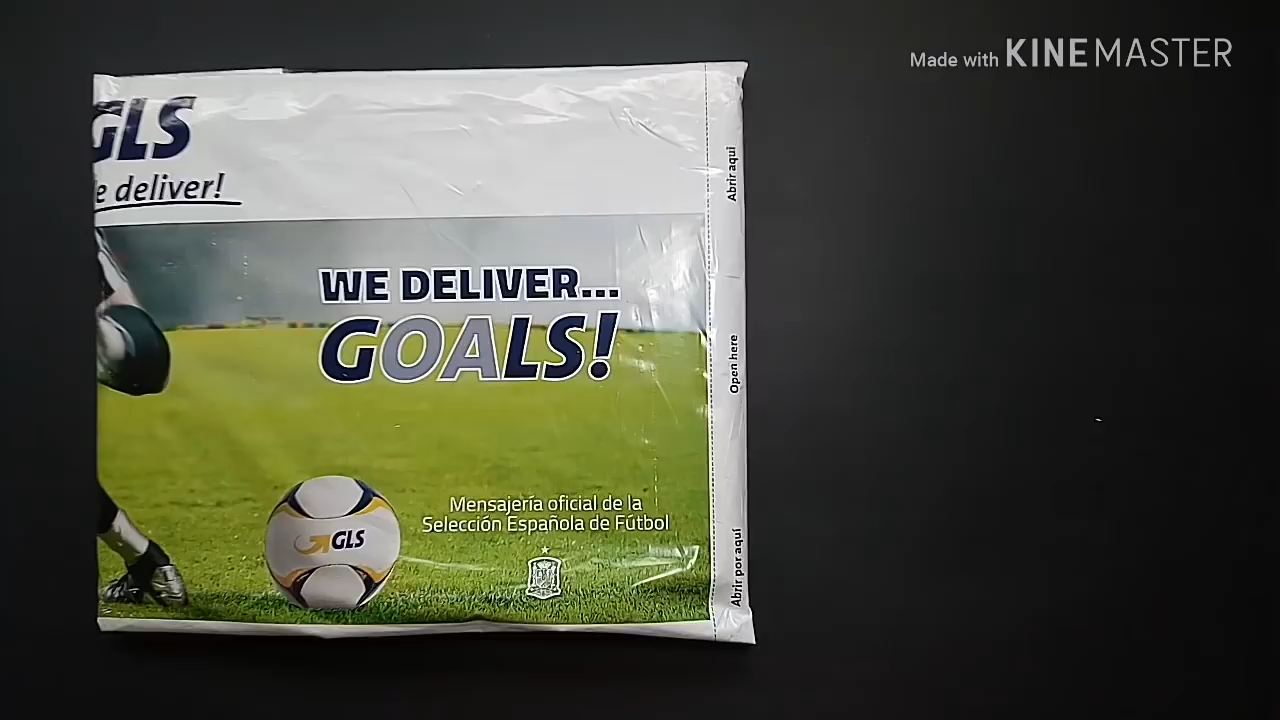 Made with KINEMASTER
GLS
e deliver!
WE DELIVER...
GOALS!
Mensajería oficial de la
Selección Española de Fútbol
GLS
Abrir aquí
Open here
Abrir por aquí